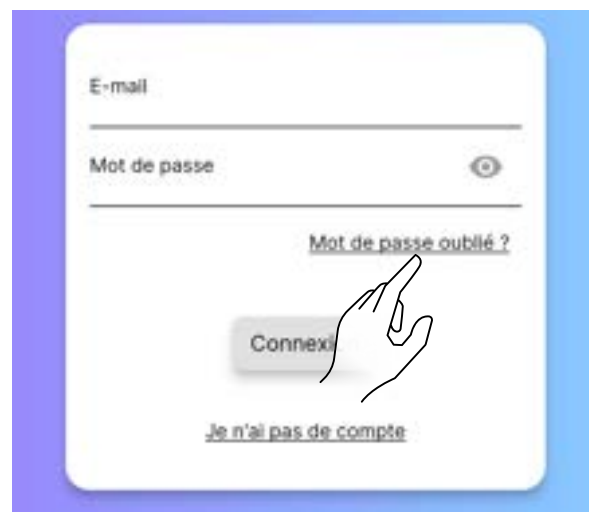 E-mail
Mot de passe
Mot de passe oublié ?
Connexi
Je n'ai pas de compte